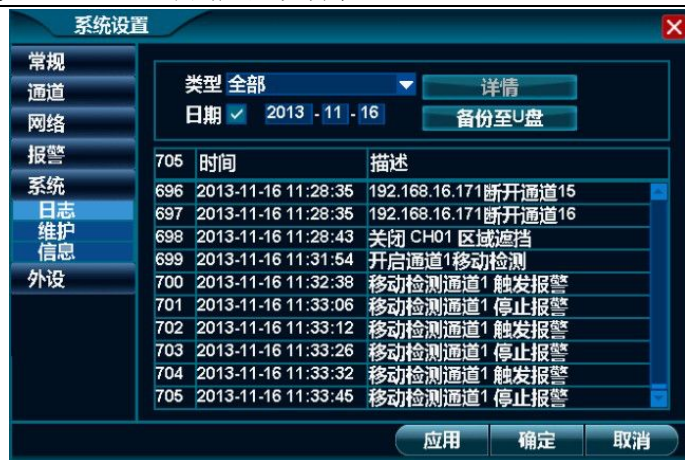 系统设置
常规
通道
网络
报警
系统
日志
维护
信息
外设
类型 全部
详情
日期 2013 - 11 - 16
备份至U盘
705 时间 描述
696 2013-11-16 11:28:35 192.168.16.171断开通道15
697 2013-11-16 11:28:35 192.168.16.171断开通道16
698 2013-11-16 11:28:43 关闭 CH01 区域遮挡
699 2013-11-16 11:31:54 开启通道1移动检测
700 2013-11-16 11:32:38 移动检测通道1 触发报警
701 2013-11-16 11:33:06 移动检测通道1 停止报警
702 2013-11-16 11:33:12 移动检测通道1 触发报警
703 2013-11-16 11:33:26 移动检测通道1 停止报警
704 2013-11-16 11:33:32 移动检测通道1 触发报警
705 2013-11-16 11:33:45 移动检测通道1 停止报警
应用 确定 取消